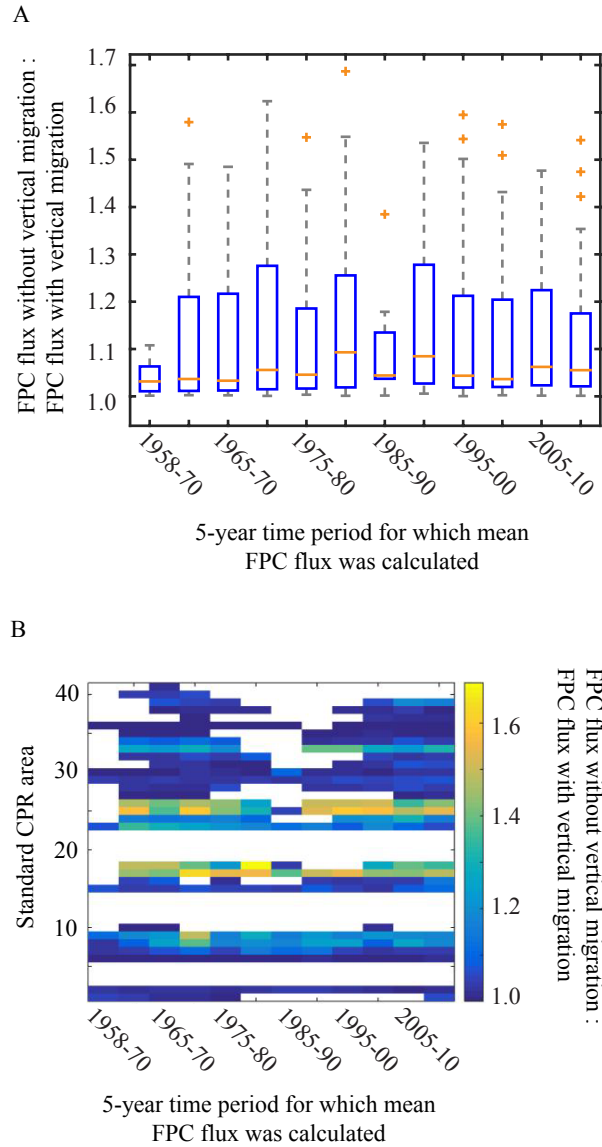 A
FPC flux without vertical migration :
FPC flux with vertical migration
1.7
1.6
1.5
1.4
1.3
1.2
1.1
1.0
1958-70
1965-70
1975-80
1985-90
1995-00
2005-10
5-year time period for which mean
FPC flux was calculated
B
Standard CPR area
40
30
20
10
1958-70
1965-70
1975-80
1985-90
1995-00
2005-10
5-year time period for which mean
FPC flux was calculated
1.6
1.4
1.2
1.0
FPC flux without vertical migration :
FPC flux with vertical migration